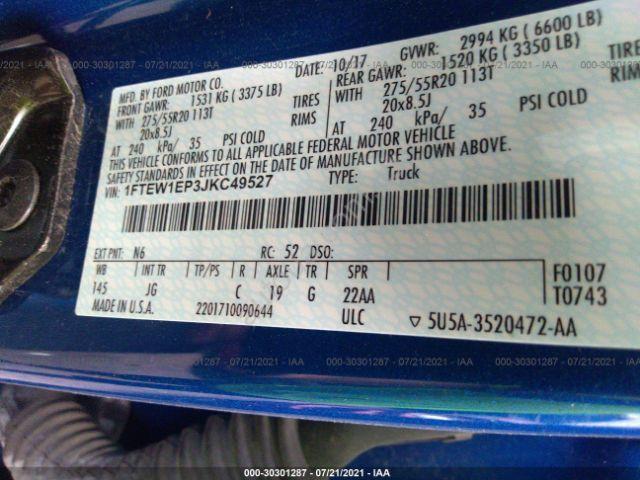 MFD. BY FORD MOTOR CO. DATE: 10/17 GVWR: 2994 KG ( 6600 LB)
FRONT GAWR: 1531 KG ( 3375 LB) REAR GAWR: 1520 KG ( 3350 LB)
WITH 275/55R20 113T TIRES WITH 275/55R20 113T TIRES
20x8.5J RIMS 20x8.5J RIMS
AT 240 kPa/ 35 PSI COLD AT 240 kPa/ 35 PSI COLD
THIS VEHICLE CONFORMS TO ALL APPLICABLE FEDERAL MOTOR VEHICLE
SAFETY STANDARDS IN EFFECT ON THE DATE OF MANUFACTURE SHOWN ABOVE.
VIN: 1FTEW1EP3JKC49527 TYPE: Truck
EXT PNT: N6 RC: 52 DSO:
WB INT TR TP/PS R AXLE TR SPR F0107
145 JG C 19 G 22AA T0743
MADE IN U.S.A. 2201710090644 ULC ▽ 5U5A-3520472-AA
000-30301287 - 07/21/2021 - IAA